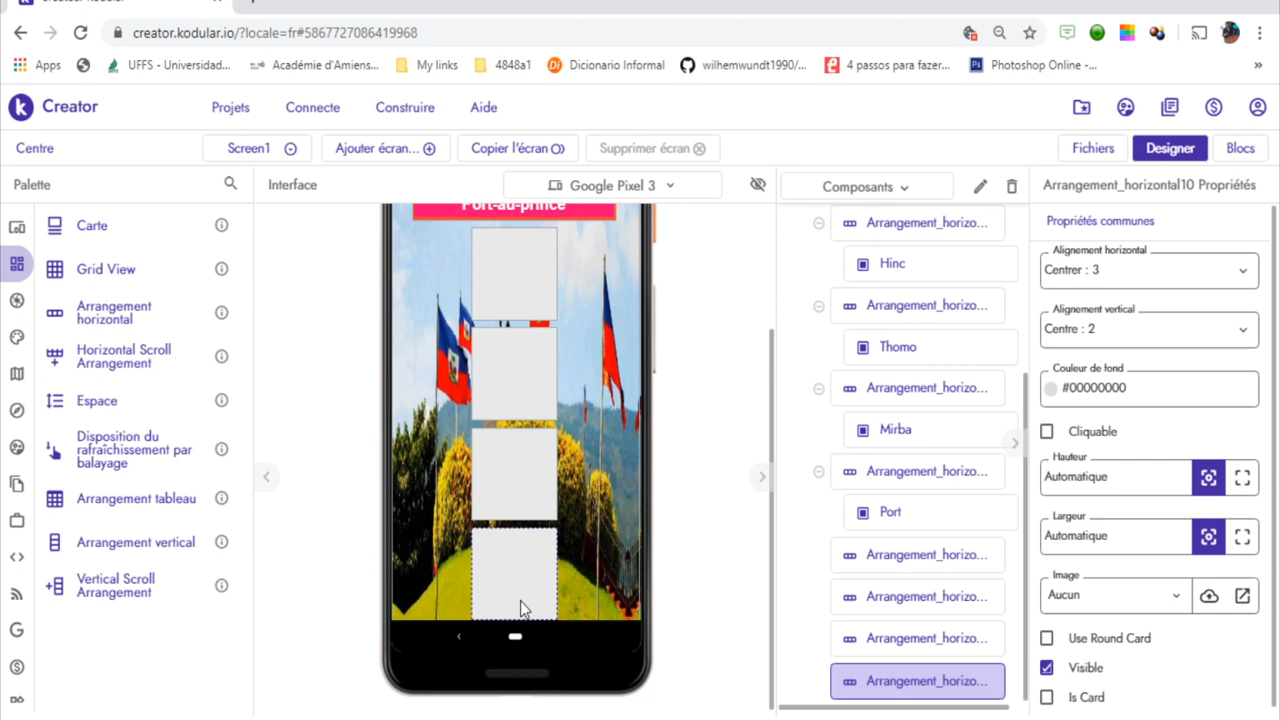 creator.kodular.io/?locale=fr#5867727086419968
Apps
UFFS - Universidad...
Académie d'Amiens...
My links
4848a1
Dicionario Informal
wilhemwundt1990/...
4 passos para fazer...
Photoshop Online -...
»
Creator
Projets
Connecte
Construire
Aide
Centre
Screen1
Ajouter écran...
Copier l'écran
Supprimer écran
Fichiers
Designer
Blocs
Palette
Interface
Google Pixel 3
Composants
Arrangement_horizontal10 Propriétés
Carte
Grid View
Arrangement
horizontal
Horizontal Scroll
Arrangement
Espace
Disposition du
rafraîchissement par
balayage
Arrangement tableau
Arrangement vertical
Vertical Scroll
Arrangement
Port-au-prince
Arrangement_horizo...
Hinc
Arrangement_horizo...
Thomo
Arrangement_horizo...
Mirba
Arrangement_horizo...
Port
Arrangement_horizo...
Arrangement_horizo...
Arrangement_horizo...
Arrangement_horizo...
Propriétés communes
Alignement horizontal
Centrer : 3
Alignement vertical
Centre : 2
Couleur de fond
#00000000
Cliquable
Hauteur
Automatique
Largeur
Automatique
Image
Aucun
Use Round Card
Visible
Is Card